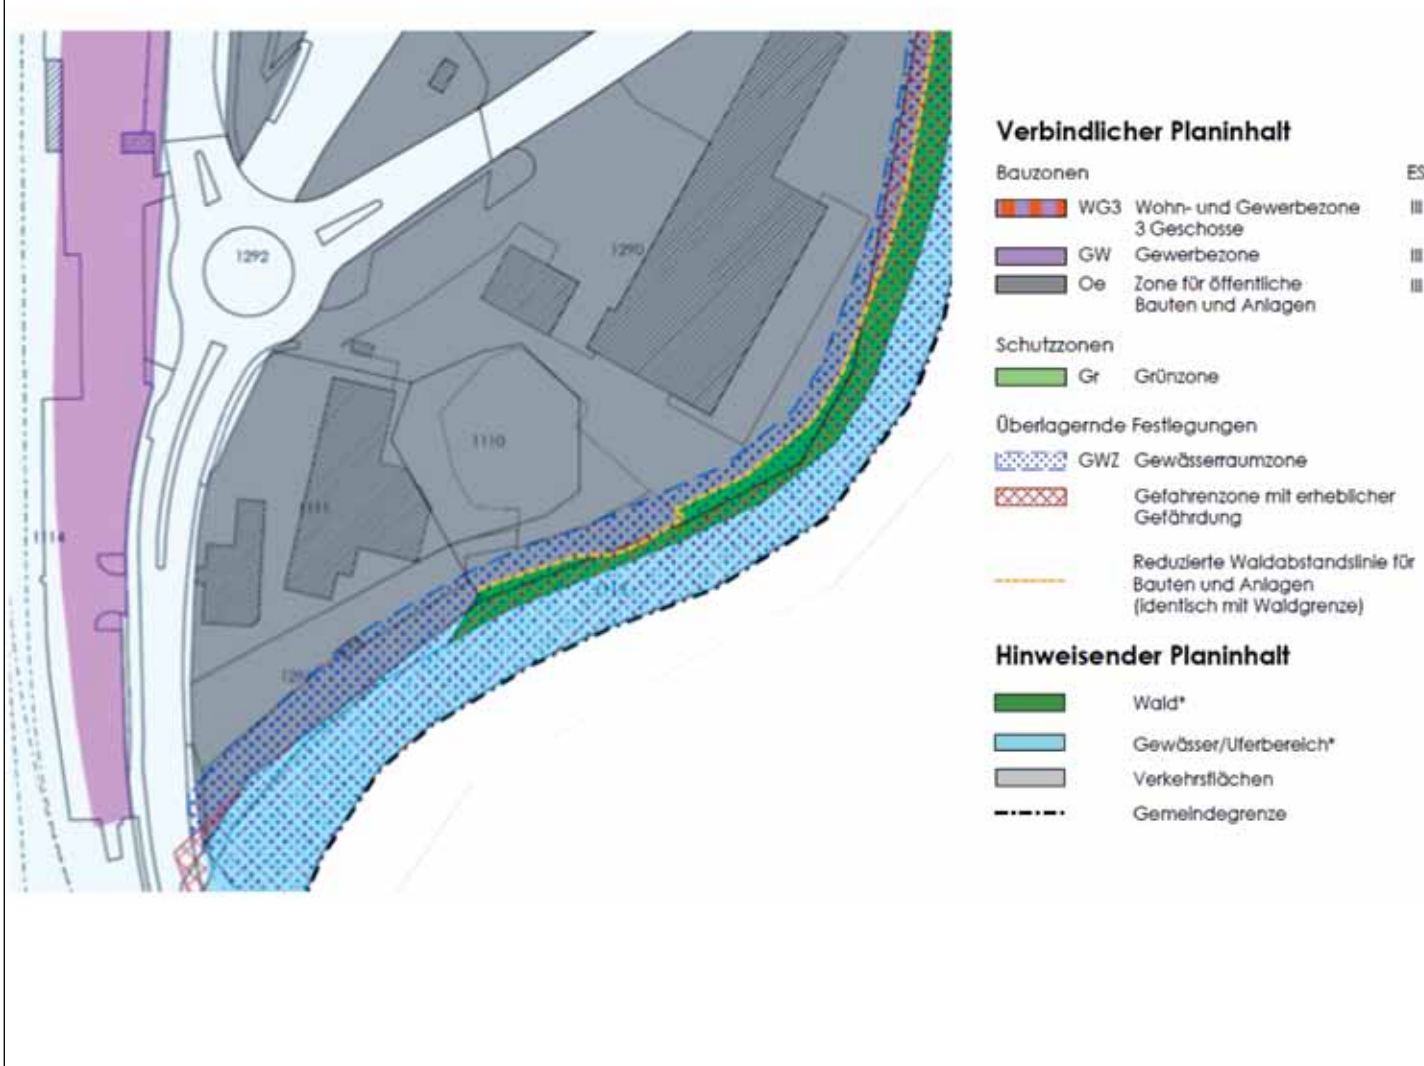 1292
1290
1110
1111
1114
Verbindlicher Planinhalt
Bauzonen ES
WG3 Wohn- und Gewerbezone III
3 Geschosse
GW Gewerbezone III
Oe Zone für öffentliche III
Bauten und Anlagen
Schutzzonen
Gr Grünzone
Überlagernde Festlegungen
GWZ Gewässerraumzone
Gefahrenzone mit erheblicher
Gefährdung
Reduzierte Waldabstandslinie für
Bauten und Anlagen
(identisch mit Waldgrenze)
Hinweisender Planinhalt
Wald*
Gewässer/Uferbereich*
Verkehrsflächen
Gemeindegrenze